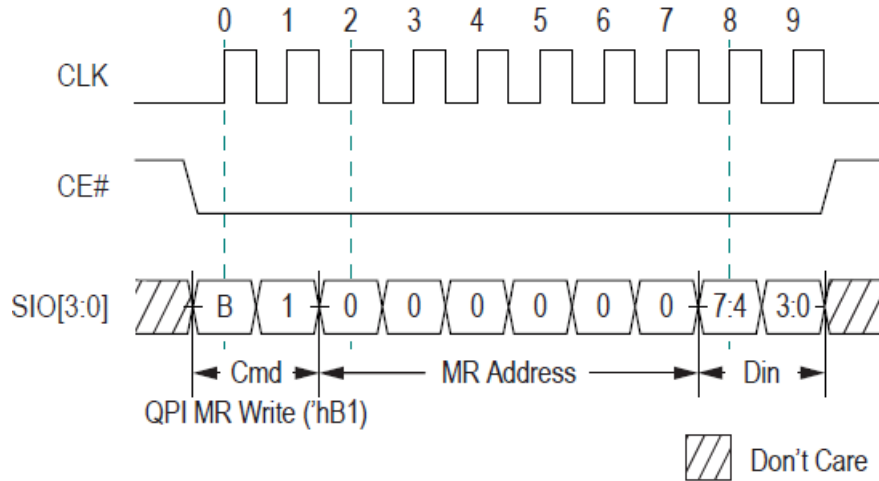 0 1 2 3 4 5 6 7 8 9
CLK
CE#
SIO[3:0] B 1 0 0 0 0 0 0 7:4 3:0
Cmd MR Address Din
QPI MR Write ('hB1)
Don't Care